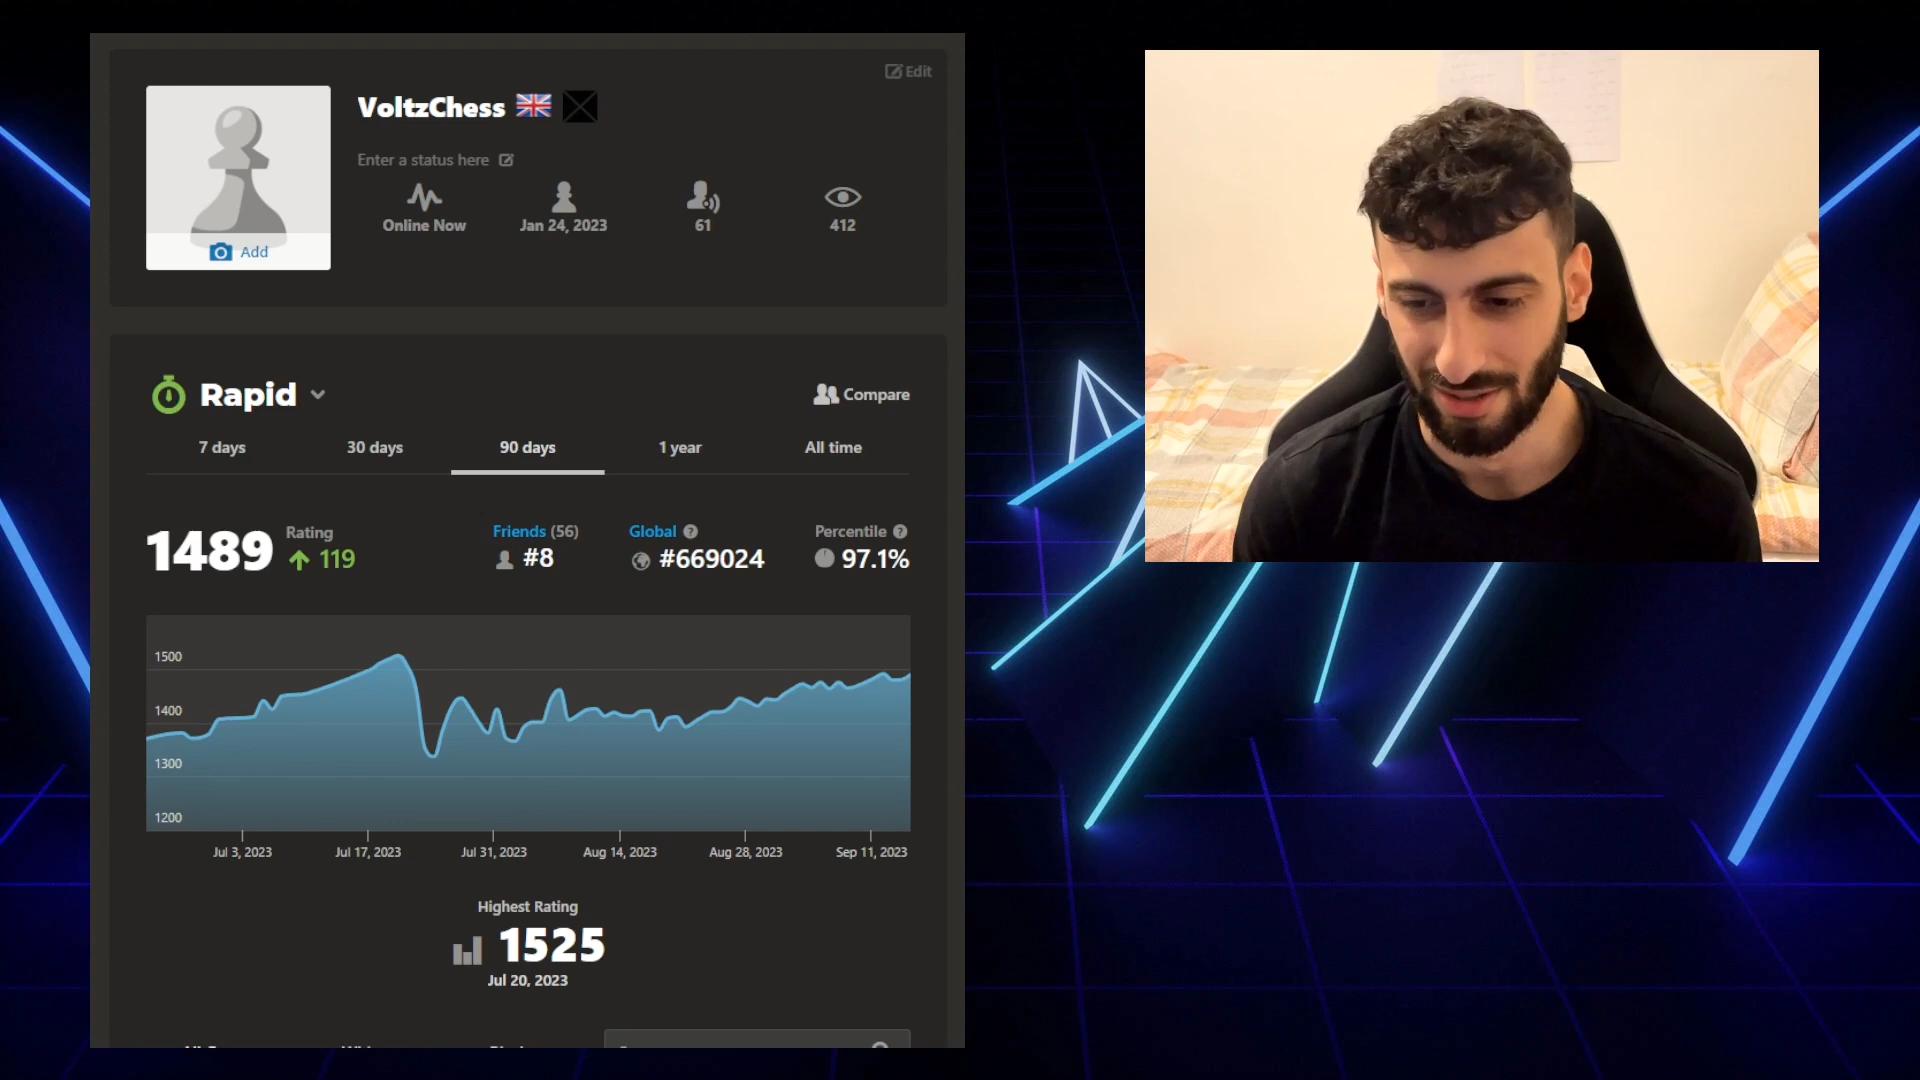 Edit
VoltzChess
Enter a status here
Online Now
Jan 24, 2023
61
412
Add
Rapid
Compare
7 days
30 days
90 days
1 year
All time
1489
Rating
119
Friends (56)
#8
Global
#669024
Percentile
97.1%
1500
1400
1300
1200
Jul 3, 2023
Jul 17, 2023
Jul 31, 2023
Aug 14, 2023
Aug 28, 2023
Sep 11, 2023
Highest Rating
1525
Jul 20, 2023